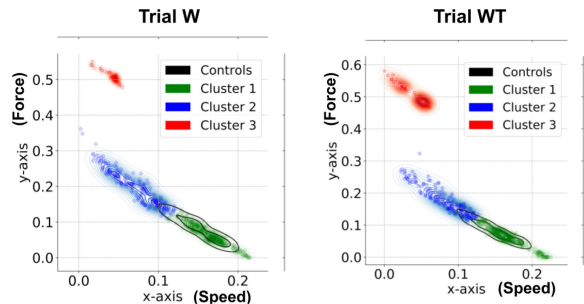 Trial W
Trial WT
(Force)
y-axis
0.5
0.4
0.3
0.2
0.1
0.0
Controls
Cluster 1
Cluster 2
Cluster 3
0.0
0.1
0.2
x-axis (Speed)
(Force)
y-axis
0.6
0.5
0.4
0.3
0.2
0.1
0.0
Controls
Cluster 1
Cluster 2
Cluster 3
0.0
0.1
0.2
x-axis (Speed)